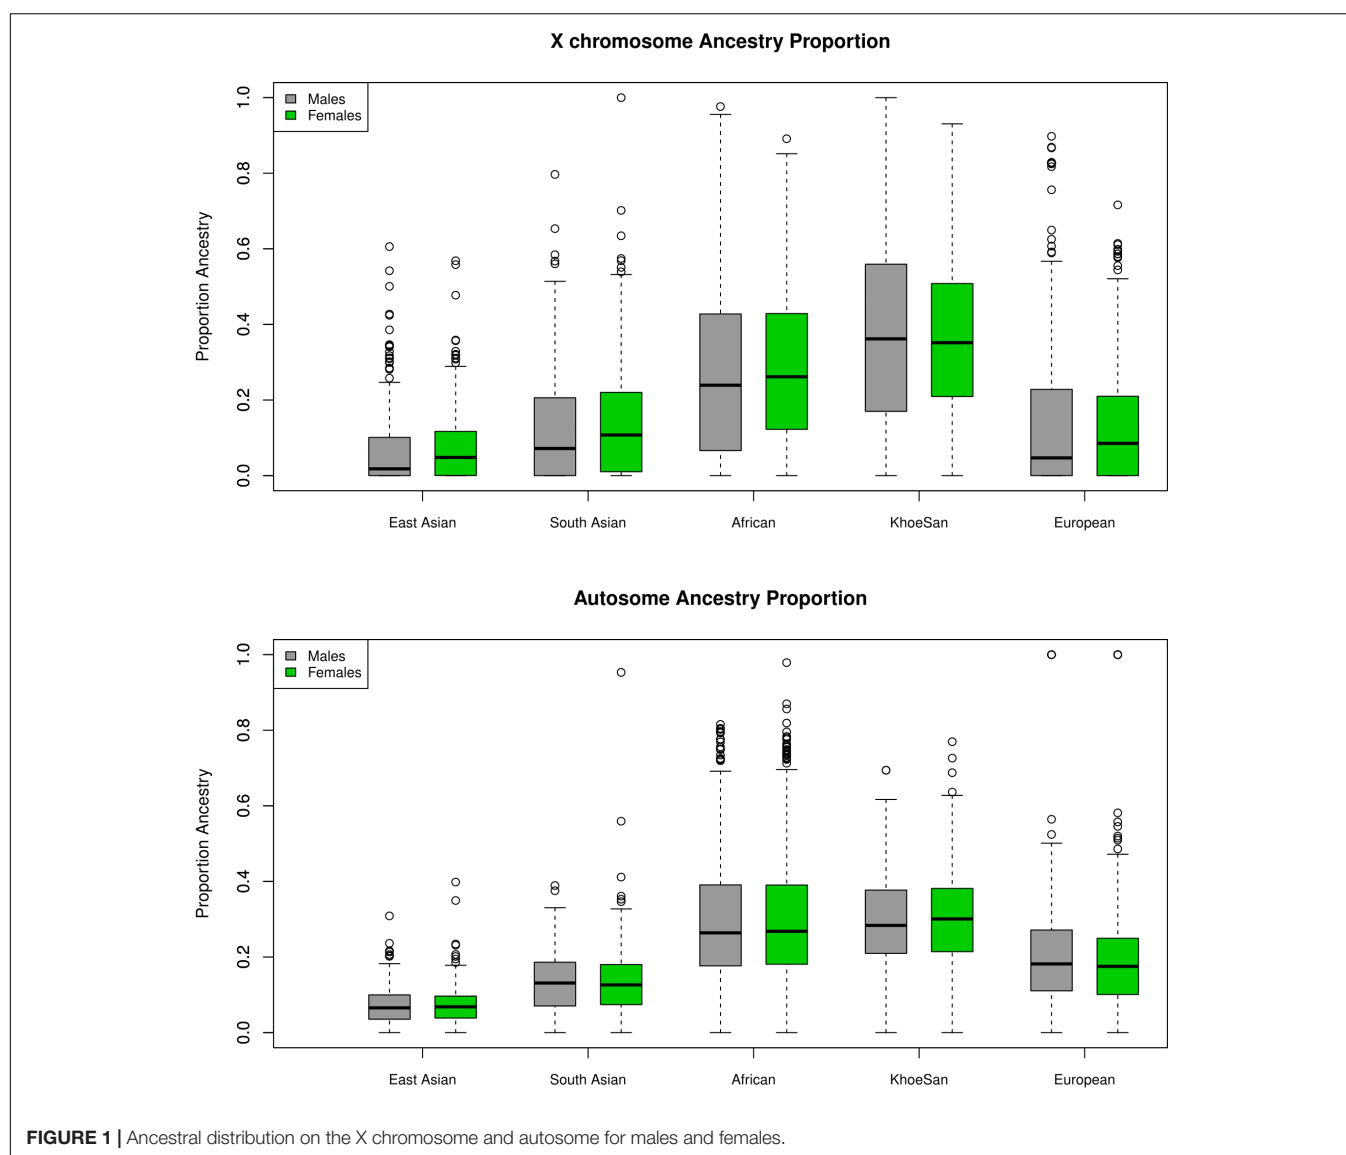 X chromosome Ancestry Proportion
Males
Females
Proportion Ancestry
1.0
0.8
0.6
0.4
0.2
0.0
East Asian South Asian African KhoeSan European
Autosome Ancestry Proportion
Males
Females
Proportion Ancestry
1.0
0.8
0.6
0.4
0.2
0.0
East Asian South Asian African KhoeSan European
FIGURE 1 | Ancestral distribution on the X chromosome and autosome for males and females.